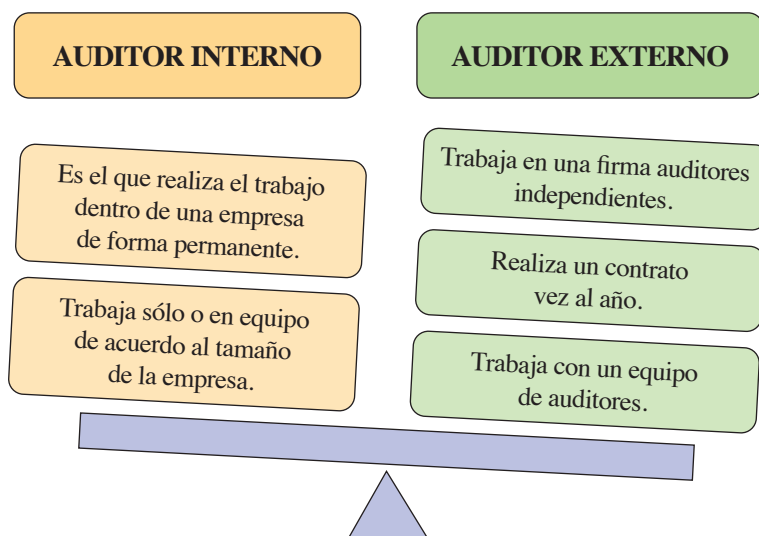 AUDITOR INTERNO
Es el que realiza el trabajo
dentro de una empresa
de forma permanente.
Trabaja sólo o en equipo
de acuerdo al tamaño
de la empresa.
AUDITOR EXTERNO
Trabaja en una firma auditores
independientes.
Realiza un contrato
vez al año.
Trabaja con un equipo
de auditores.